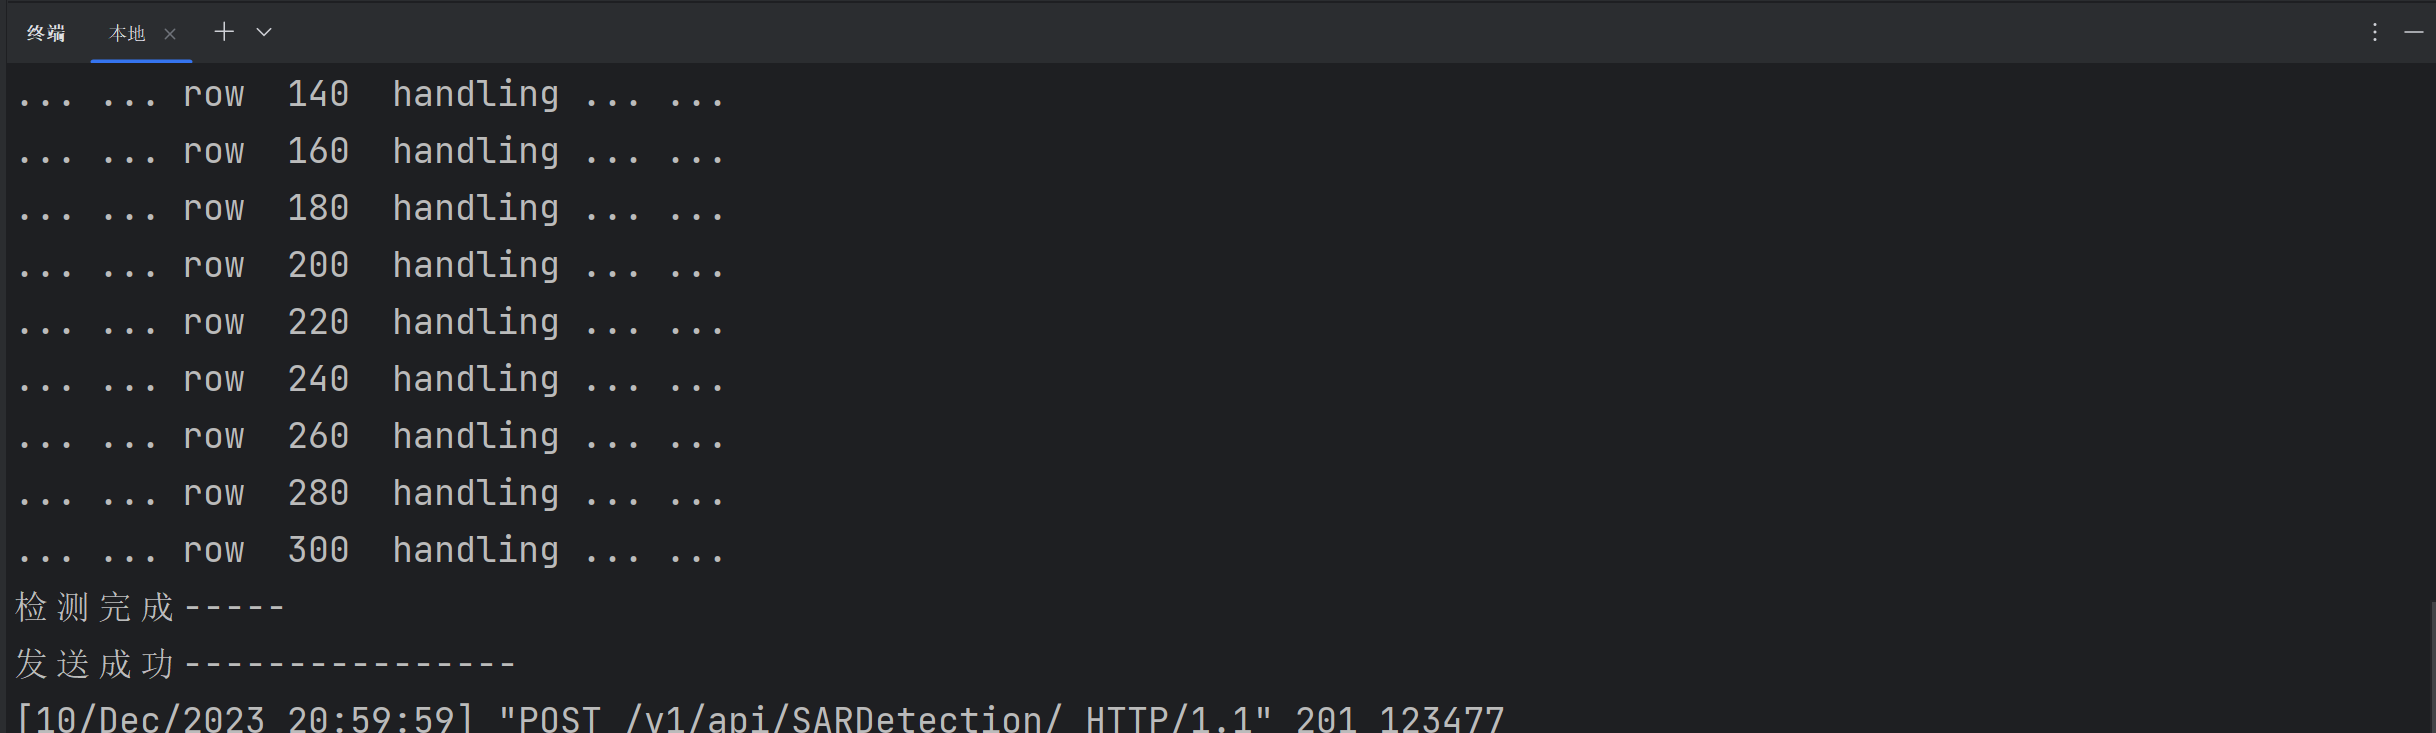 终端 本地
... ... row  140  handling ... ...
... ... row  160  handling ... ...
... ... row  180  handling ... ...
... ... row  200  handling ... ...
... ... row  220  handling ... ...
... ... row  240  handling ... ...
... ... row  260  handling ... ...
... ... row  280  handling ... ...
... ... row  300  handling ... ...
检测完成-----
发送成功----------------
[10/Dec/2023 20:59:59] "POST /v1/api/SARDetection/ HTTP/1.1" 201 123477